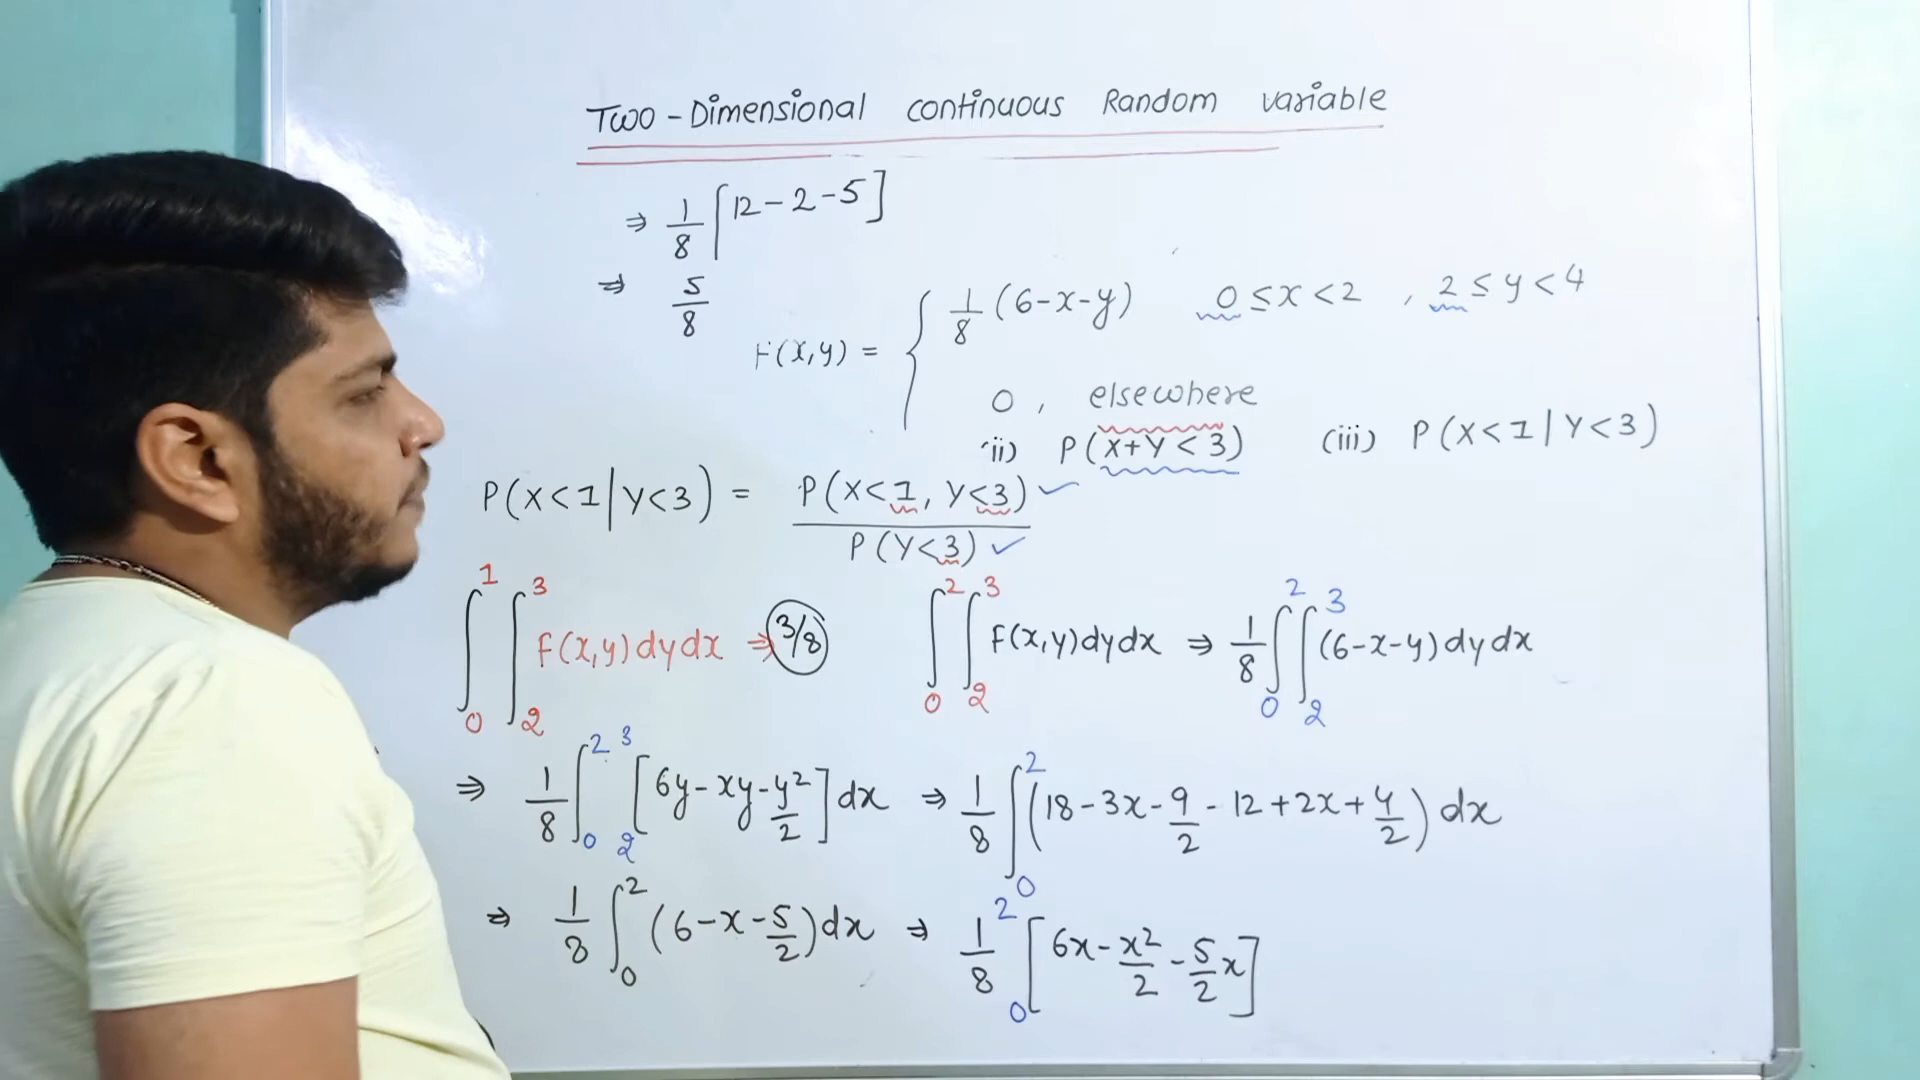 Two-Dimensional continuous Random variable
⇒ 1/8 [12-2-5]
⇒ 5/8
F(x,y) = { 1/8 (6-x-y) 0≤x<2 , 2≤y<4
0 , elsewhere
(ii) P(X+Y<3) (iii) P(X<1|Y<3)
P(X<1|Y<3) = P(X<1, Y<3) ✓ / P(Y<3) ✓
∫₀¹ ∫₂³ F(x,y) dy dx ⇒ 3/8 ∫₀² ∫₂³ F(x,y) dy dx ⇒ 1/8 ∫₀² ∫₂³ (6-x-y) dy dx
⇒ 1/8 ∫₀² ₂³[6y-xy-y²/2] dx ⇒ 1/8 ∫₀² (18-3x-9/2-12+2x+4/2) dx
⇒ 1/8 ∫₀² (6-x-5/2) dx ⇒ 1/8 ₀²[6x-x²/2-5/2x]